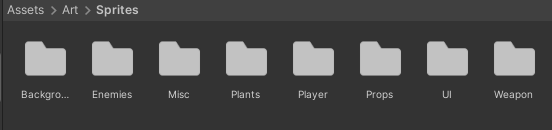 Assets > Art > Sprites
Backgro... Enemies Misc Plants Player Props UI Weapon